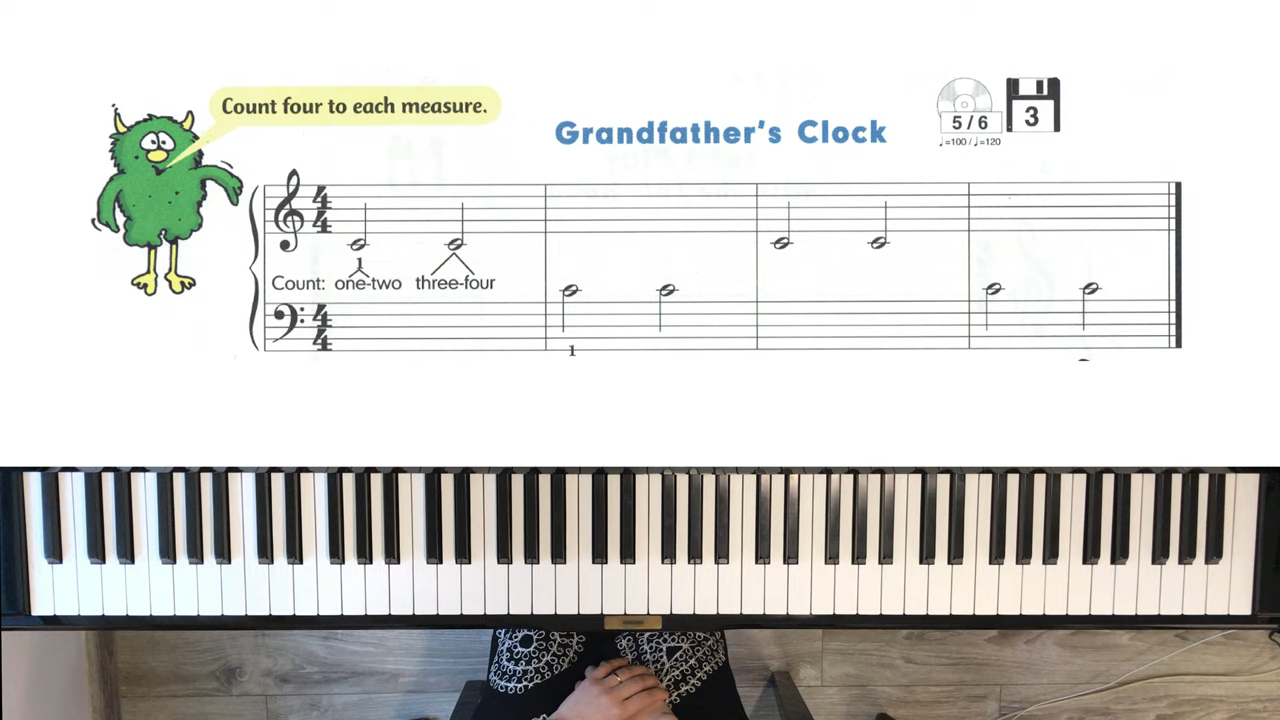 Count four to each measure.
Grandfather's Clock
5 / 6
3
♩=100 / ♩=120
4
4
1
Count: one-two three-four
4
4
1